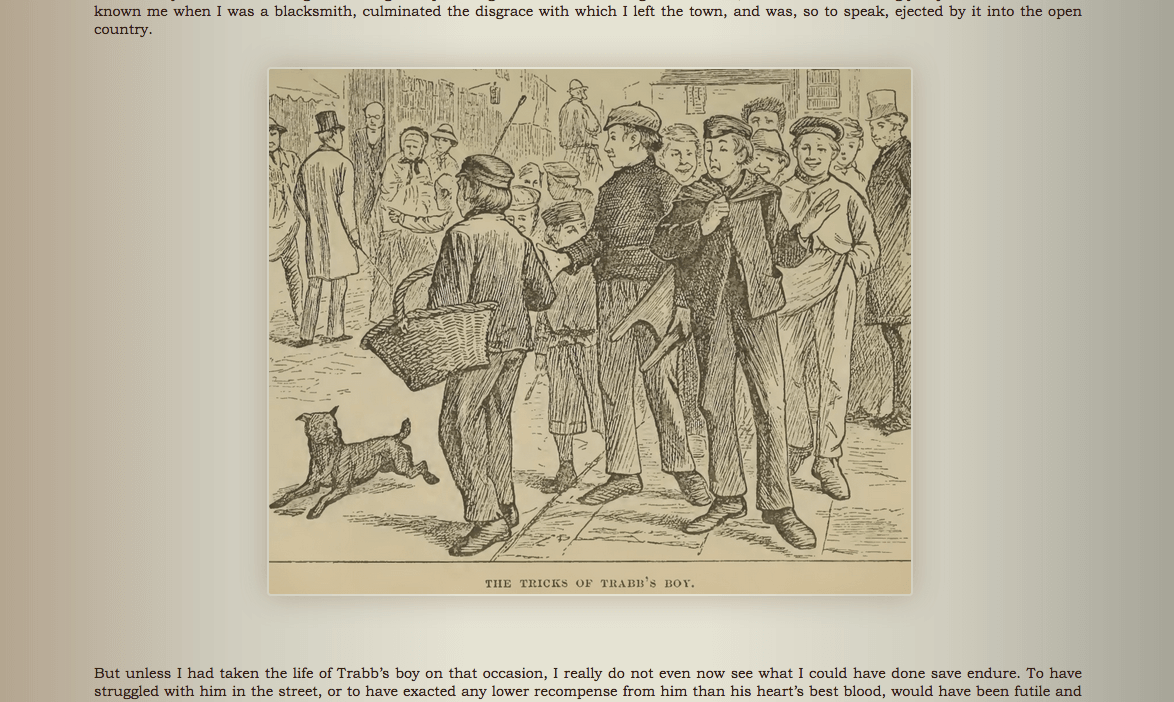 known me when I was a blacksmith, culminated the disgrace with which I left the town, and was, so to speak, ejected by it into the open
country.
THE TRICKS OF TRABB'S BOY.
But unless I had taken the life of Trabb’s boy on that occasion, I really do not even now see what I could have done save endure. To have
struggled with him in the street, or to have exacted any lower recompense from him than his heart’s best blood, would have been futile and